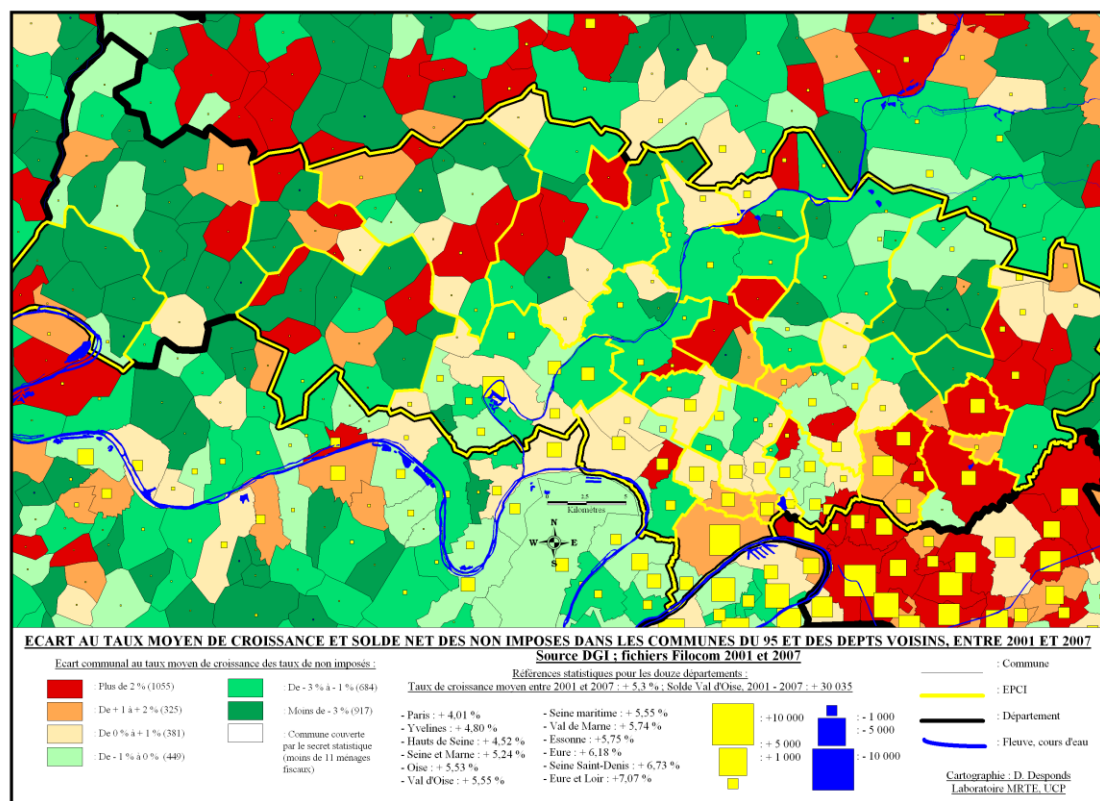 2,5
5
Kilomètres
N
W
E
S
ECART AU TAUX MOYEN DE CROISSANCE ET SOLDE NET DES NON IMPOSES DANS LES COMMUNES DU 95 ET DES DEPTS VOISINS, ENTRE 2001 ET 2007
Source DGI ; fichiers Filocom 2001 et 2007
Ecart communal au taux moyen de croissance des taux de non imposés :
: Plus de 2 % (1055)
: De + 1 à + 2 % (325)
: De 0 % à + 1 % (381)
: De - 1 % à 0 % (449)
: De - 3 % à - 1 % (684)
: Moins de - 3 % (917)
: Commune couverte
par le secret statistique
(moins de 11 ménages
fiscaux)
Références statistiques pour les douze départements :
Taux de croissance moyen entre 2001 et 2007 : + 5,3 % ; Solde Val d'Oise, 2001 - 2007 : + 30 035
- Paris : + 4,01 %
- Yvelines : + 4,80 %
- Hauts de Seine : + 4,52 %
- Seine et Marne : + 5,24 %
- Oise : + 5,53 %
- Val d'Oise : + 5,55 %
- Seine maritime : + 5,55 %
- Val de Marne : + 5,74 %
- Essonne : +5,75 %
- Eure : + 6,18 %
- Seine Saint-Denis : + 6,73 %
- Eure et Loir : +7,07 %
: +10 000
: + 5 000
: + 1 000
: - 1 000
: - 5 000
: - 10 000
: Commune
: EPCI
: Département
: Fleuve, cours d'eau
Cartographie : D. Desponds
Laboratoire MRTE, UCP